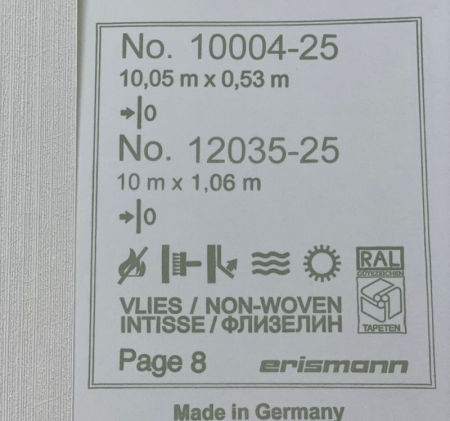 No. 10004-25
10,05 m x 0,53 m
0
No. 12035-25
10 m x 1,06 m
0
RAL
GÜTEZEICHEN
TAPETEN
VLIES / NON-WOVEN
INTISSE / ФЛИЗЕЛИН
Page 8
erismann
Made in Germany